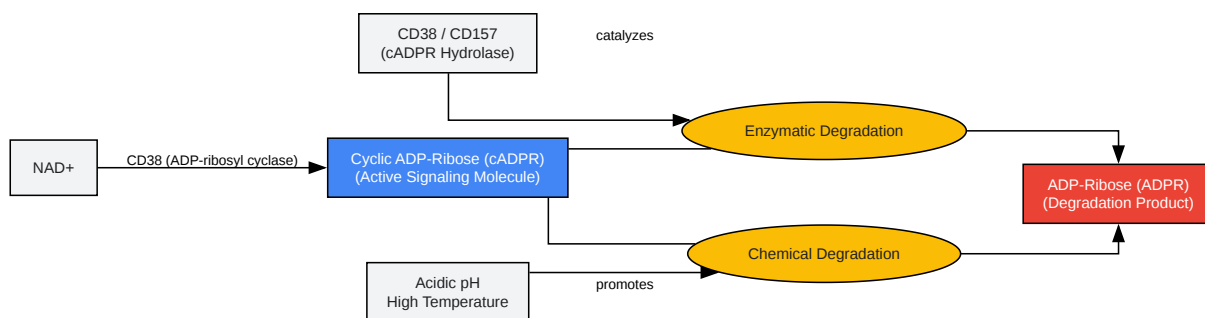 CD38 / CD157
(cADPR Hydrolase)
catalyzes
Enzymatic Degradation
NAD+
CD38 (ADP-ribosyl cyclase)
Cyclic ADP-Ribose (cADPR)
(Active Signaling Molecule)
ADP-Ribose (ADPR)
(Degradation Product)
Chemical Degradation
Acidic pH
High Temperature
promotes